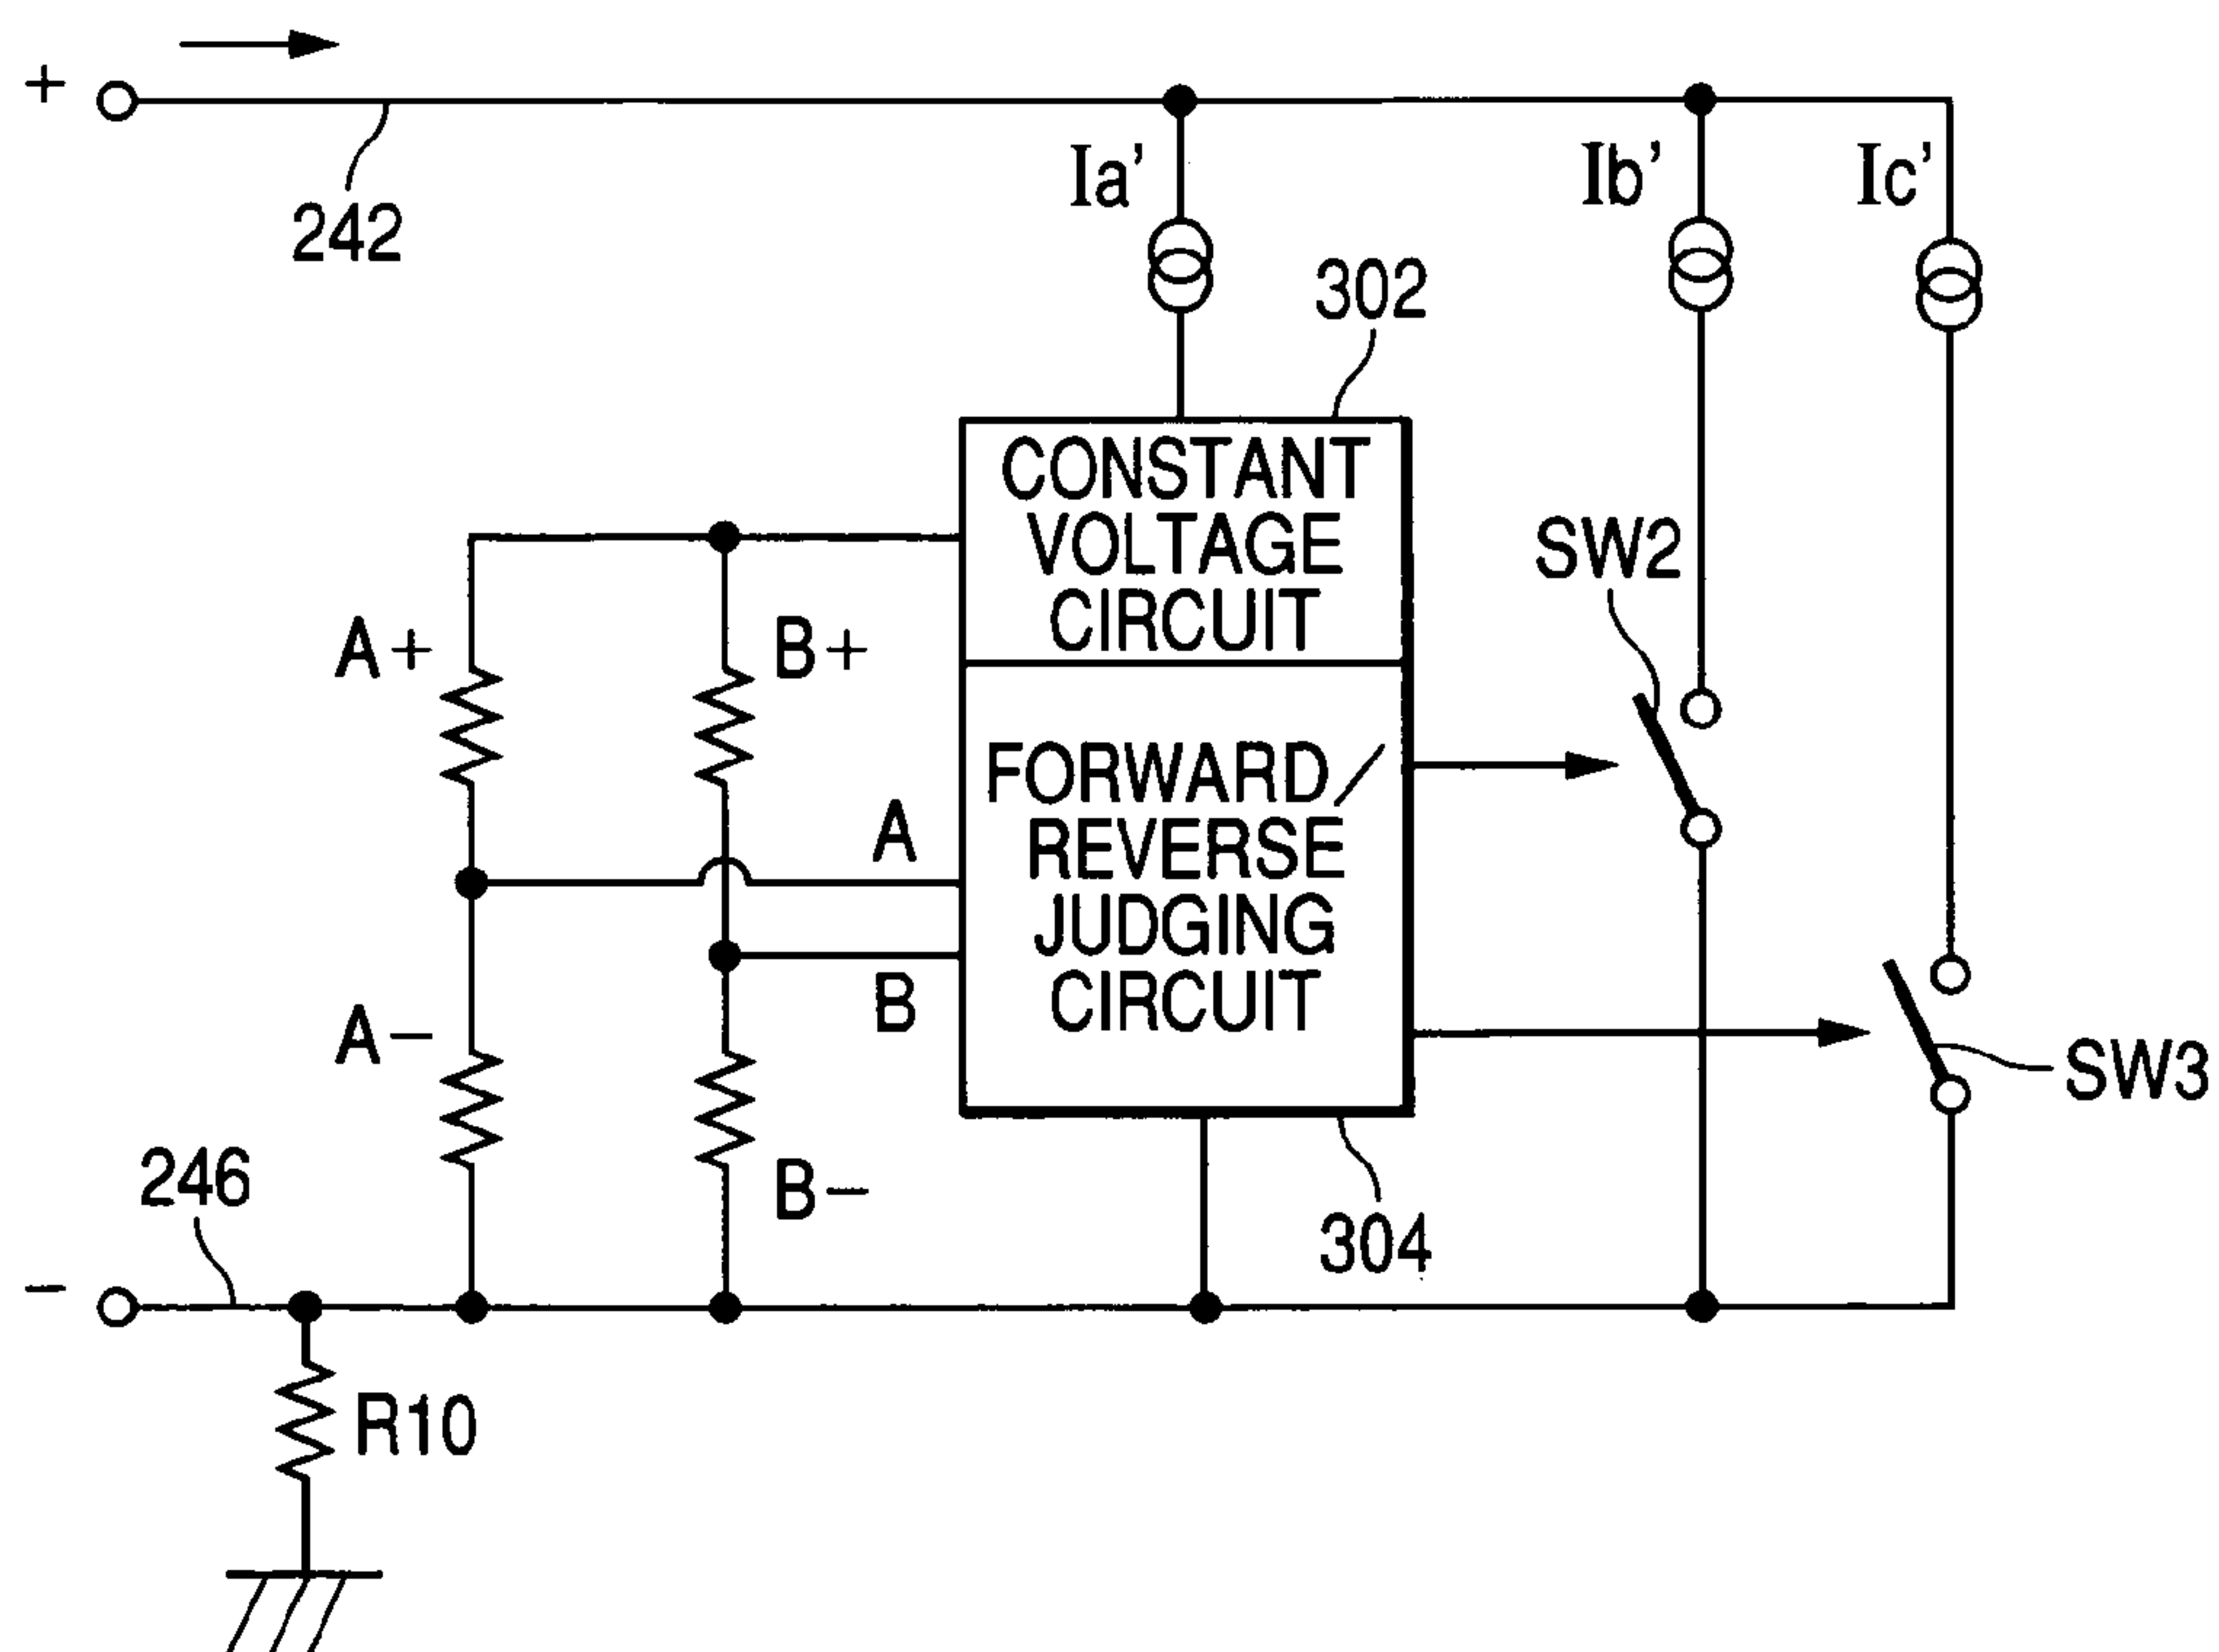 +
242
Ia’
Ib’
Ic’
302
CONSTANT
VOLTAGE
CIRCUIT
SW2
A+
B+
FORWARD/
REVERSE
JUDGING
CIRCUIT
A
B
A−
B−
SW3
246
304
−
R10